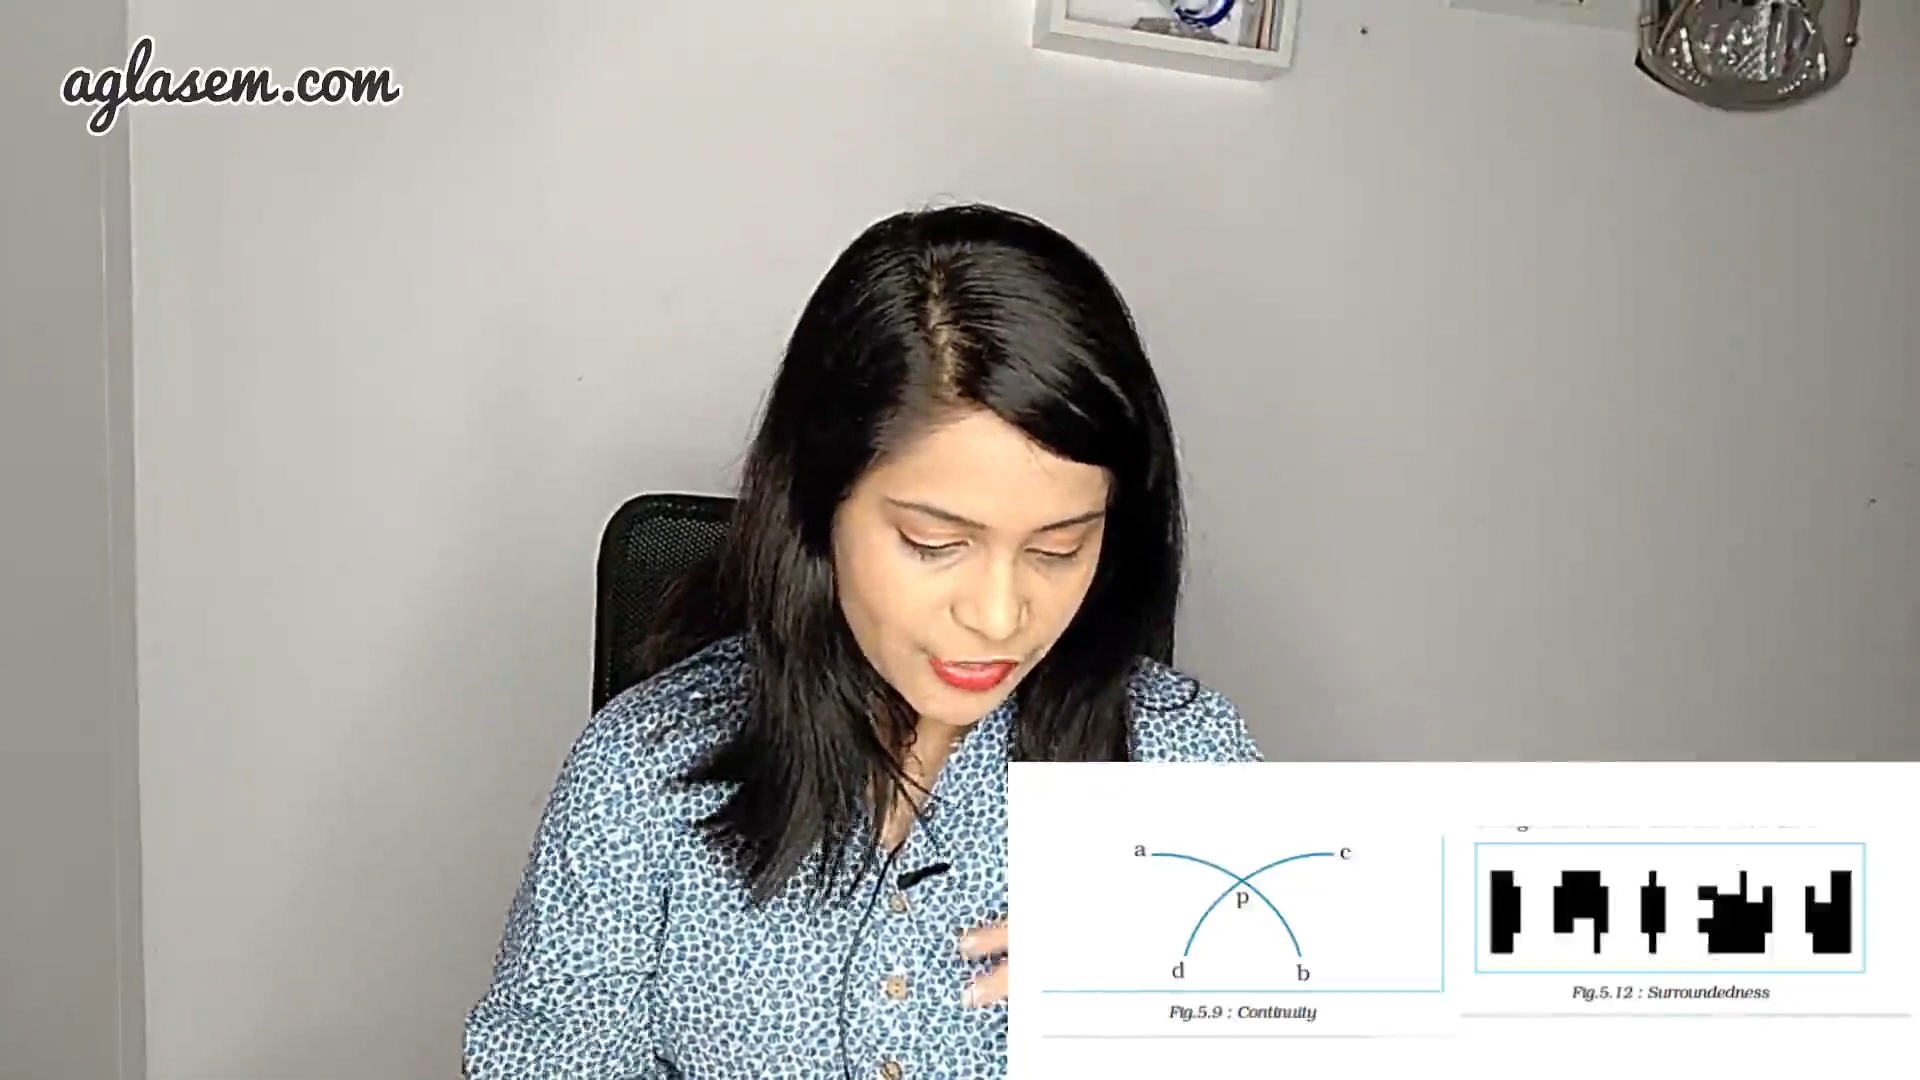 aglasem.com
a
c
p
d
b
Fig.5.9 : Continuity
Fig.5.12 : Surroundedness